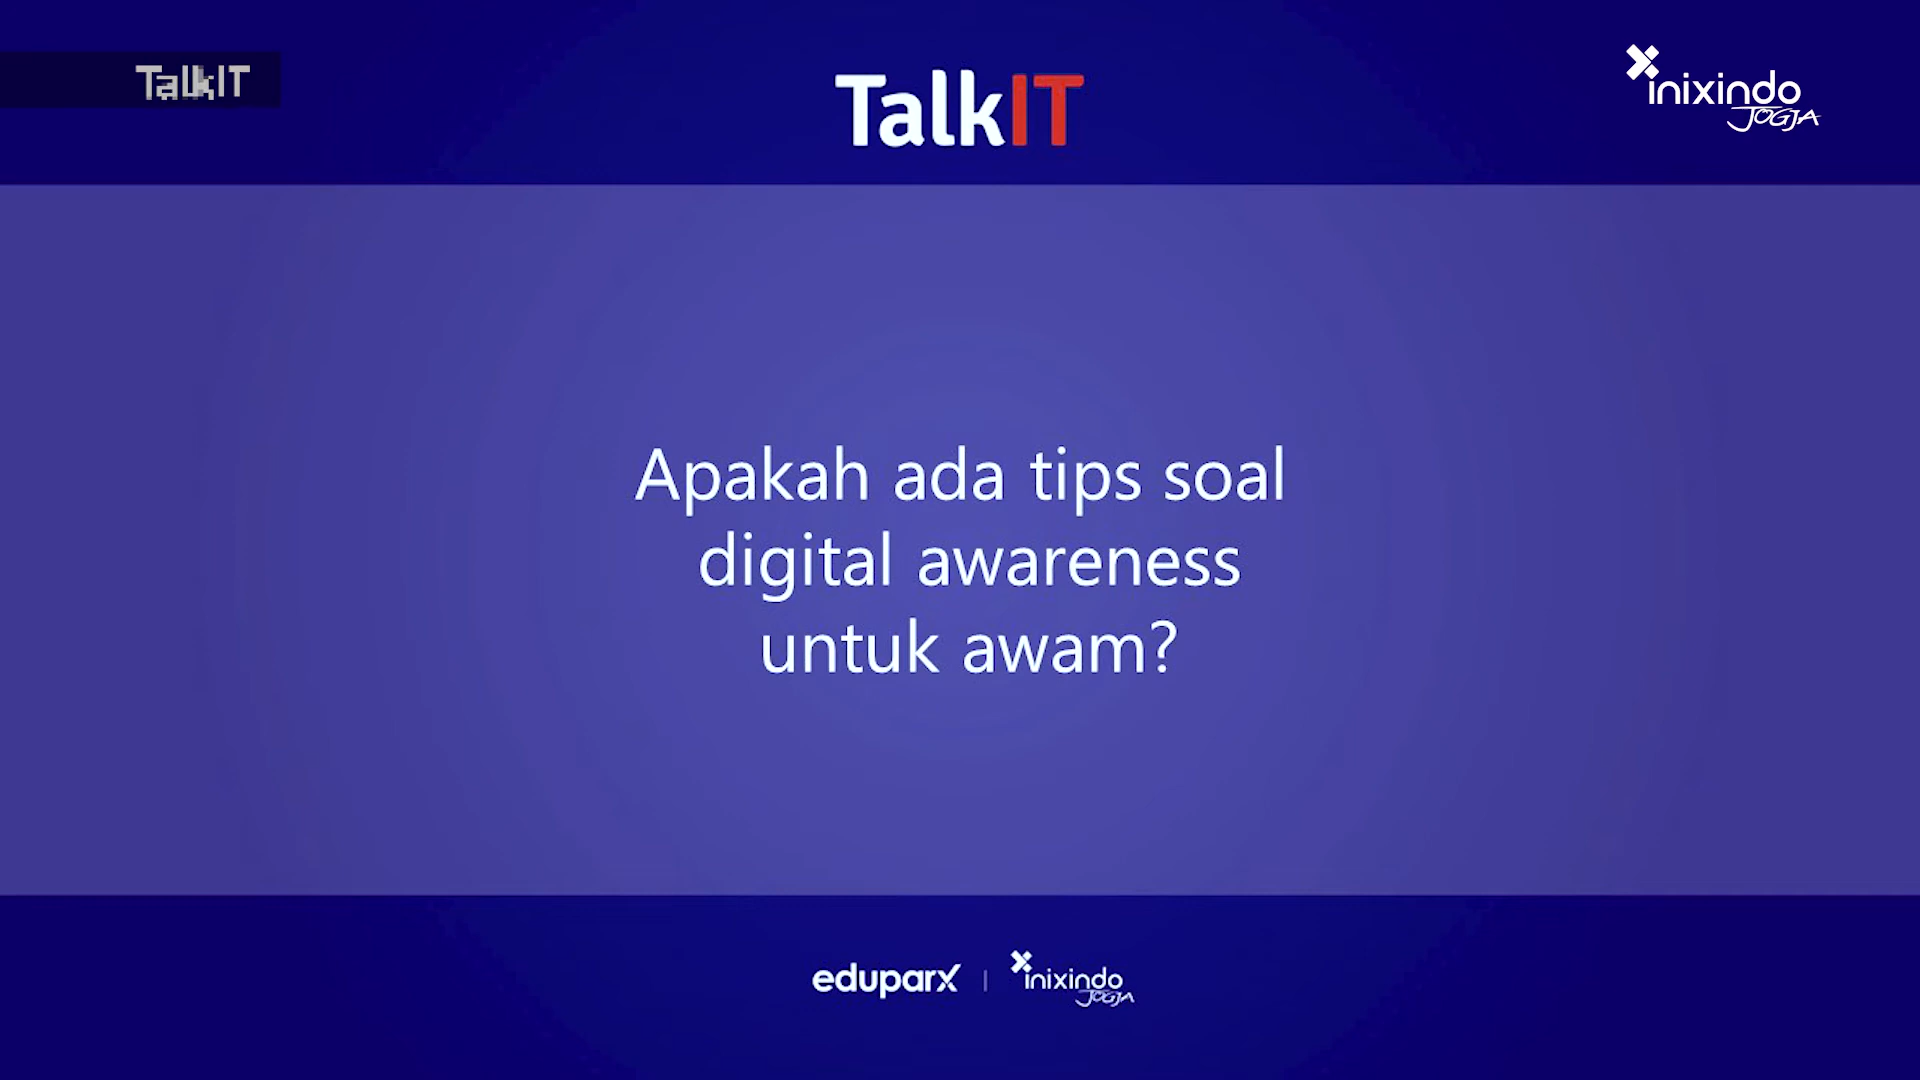 TalkIT
TalkIT
inixindo
JOGJA
Apakah ada tips soal
digital awareness
untuk awam?
eduparx | inixindo
JOGJA